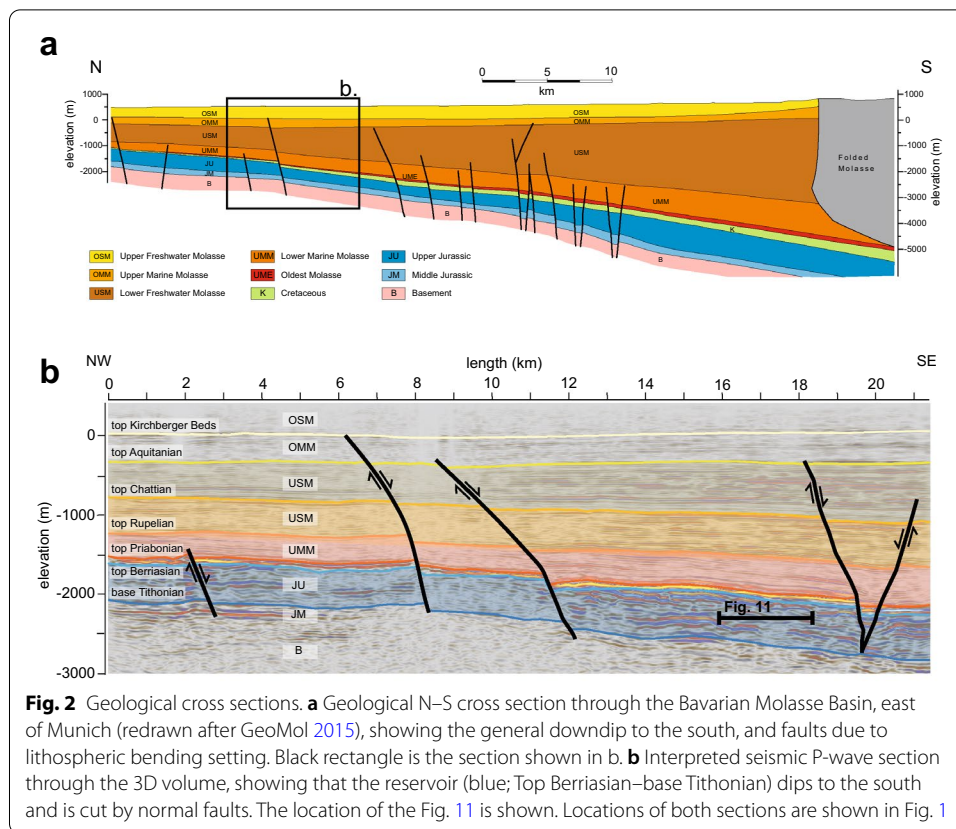 a
N
S
b.
0 5 10
km
elevation (m)
1000
0
-1000
-2000
1000
0
-1000
-2000
-3000
-4000
-5000
elevation (m)
OSM
OMM
USM
UMM
JU
JM
B
UME
B
OSM
OMM
USM
UMM
K
B
Folded
Molasse
OSM Upper Freshwater Molasse
OMM Upper Marine Molasse
USM Lower Freshwater Molasse
UMM Lower Marine Molasse
UME Oldest Molasse
K Cretaceous
JU Upper Jurassic
JM Middle Jurassic
B Basement
b
NW
length (km)
SE
0 2 4 6 8 10 12 14 16 18 20
elevation (m)
0
-1000
-2000
-3000
top Kirchberger Beds
top Aquitanian
top Chattian
top Rupelian
top Priabonian
top Berriasian
base Tithonian
OSM
OMM
USM
USM
UMM
JU
JM
B
Fig. 11
Fig. 2 Geological cross sections. a Geological N–S cross section through the Bavarian Molasse Basin, east
of Munich (redrawn after GeoMol 2015), showing the general downdip to the south, and faults due to
lithospheric bending setting. Black rectangle is the section shown in b. b Interpreted seismic P-wave section
through the 3D volume, showing that the reservoir (blue; Top Berriasian–base Tithonian) dips to the south
and is cut by normal faults. The location of the Fig. 11 is shown. Locations of both sections are shown in Fig. 1